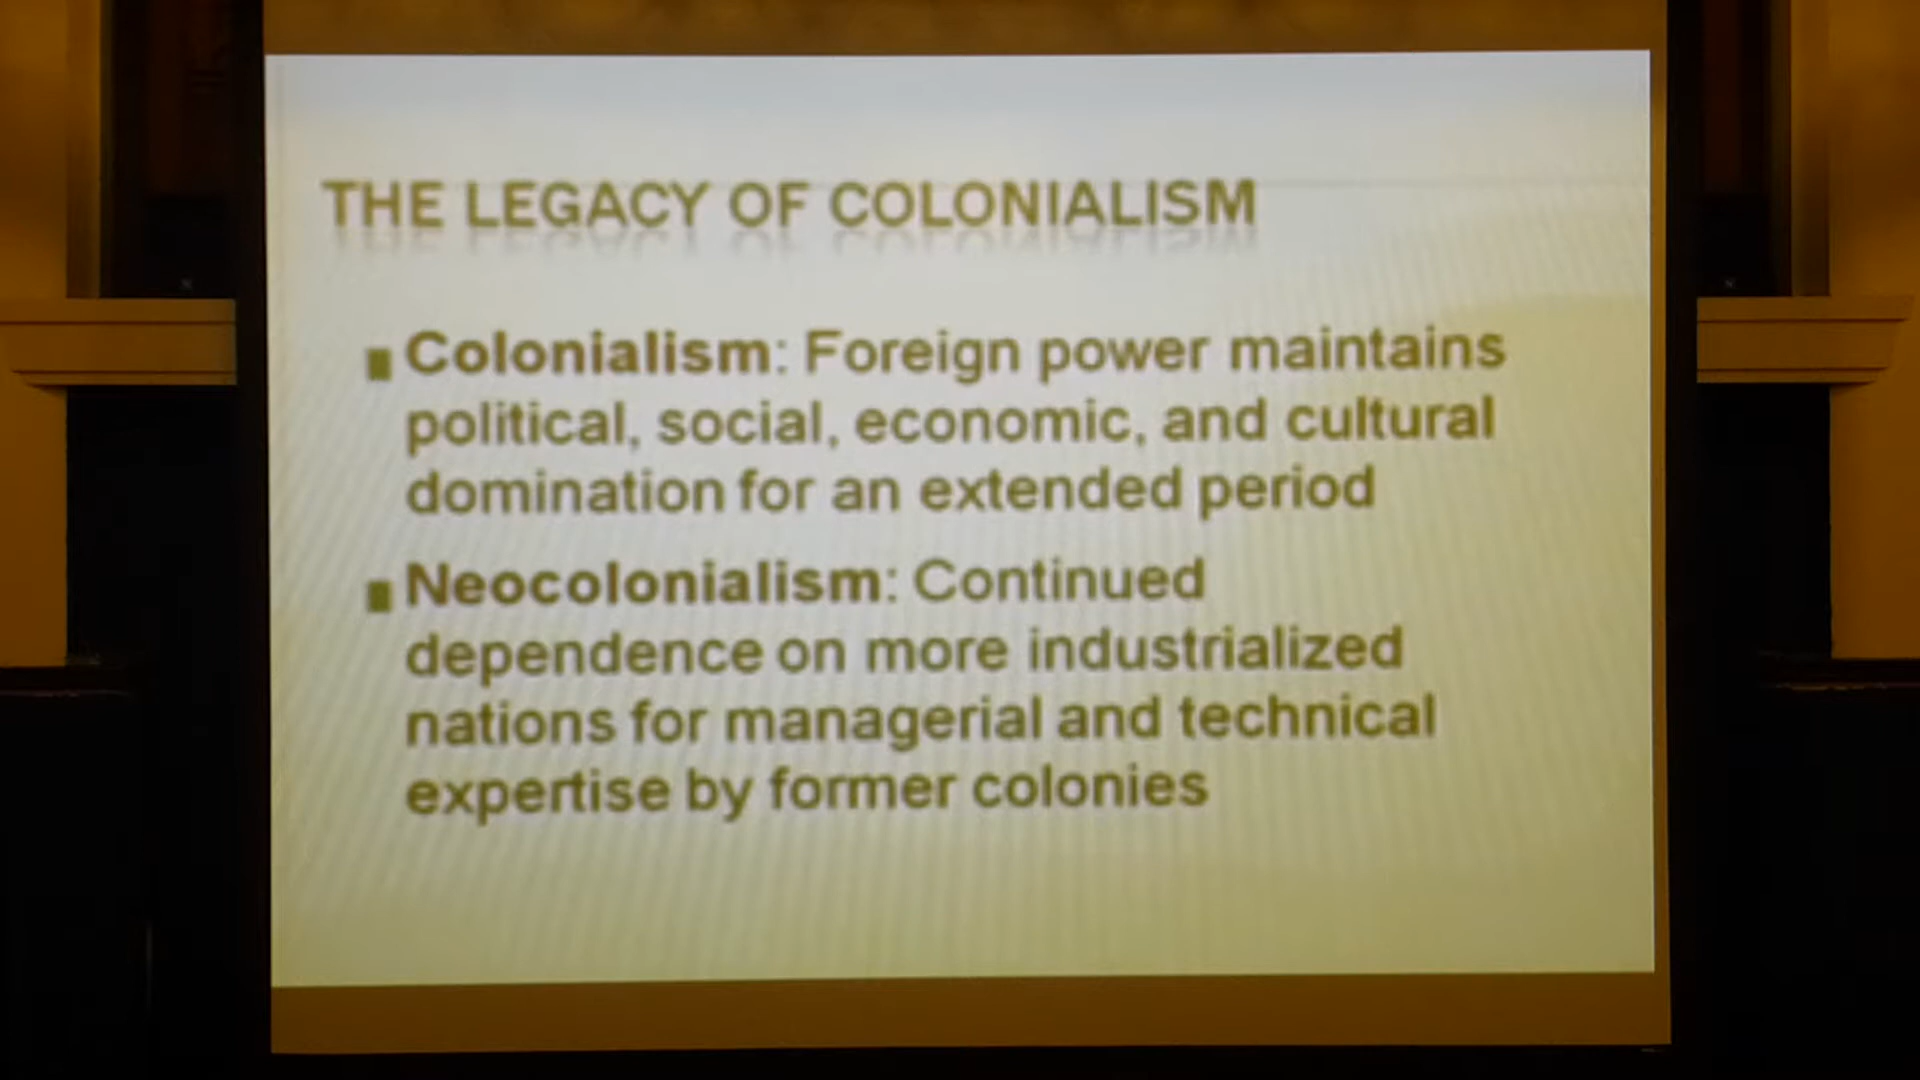 THE LEGACY OF COLONIALISM
Colonialism: Foreign power maintains
political, social, economic, and cultural
domination for an extended period
Neocolonialism: Continued
dependence on more industrialized
nations for managerial and technical
expertise by former colonies